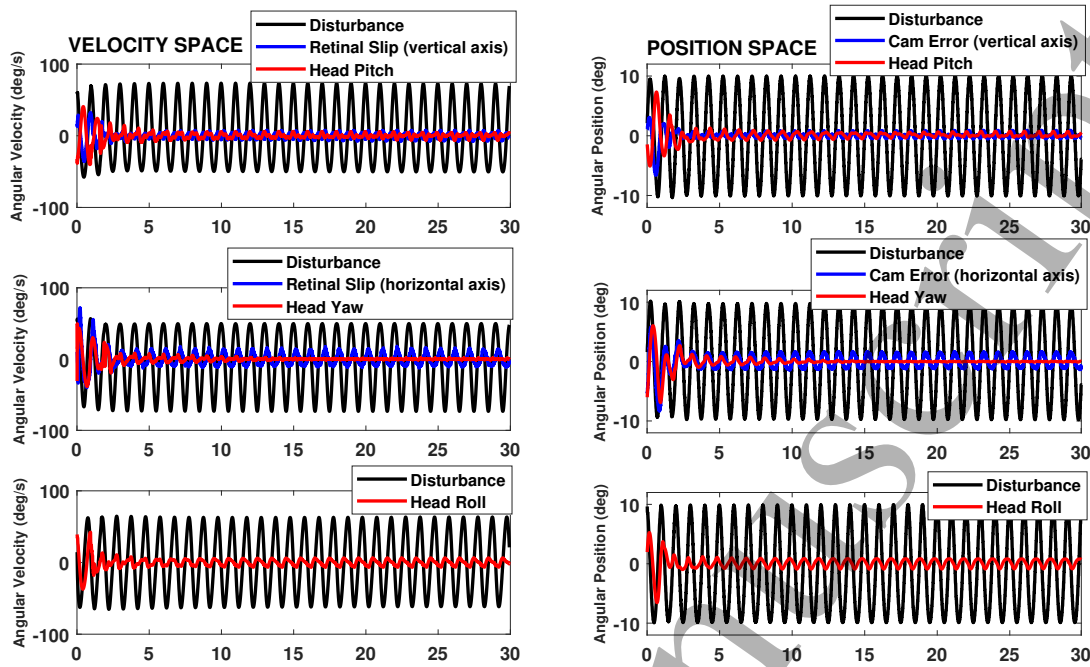 VELOCITY SPACE
Disturbance
Retinal Slip (vertical axis)
Head Pitch
Angular Velocity (deg/s)
100
0
-100
0 5 10 15 20 25 30
POSITION SPACE
Disturbance
Cam Error (vertical axis)
Head Pitch
Angular Position (deg)
10
0
-10
0 5 10 15 20 25 30
Disturbance
Retinal Slip (horizontal axis)
Head Yaw
Angular Velocity (deg/s)
100
0
-100
0 5 10 15 20 25 30
Disturbance
Cam Error (horizontal axis)
Head Yaw
Angular Position (deg)
10
0
-10
0 5 10 15 20 25 30
Disturbance
Head Roll
Angular Velocity (deg/s)
100
0
-100
0 5 10 15 20 25 30
Disturbance
Head Roll
Angular Position (deg)
10
0
-10
0 5 10 15 20 25 30